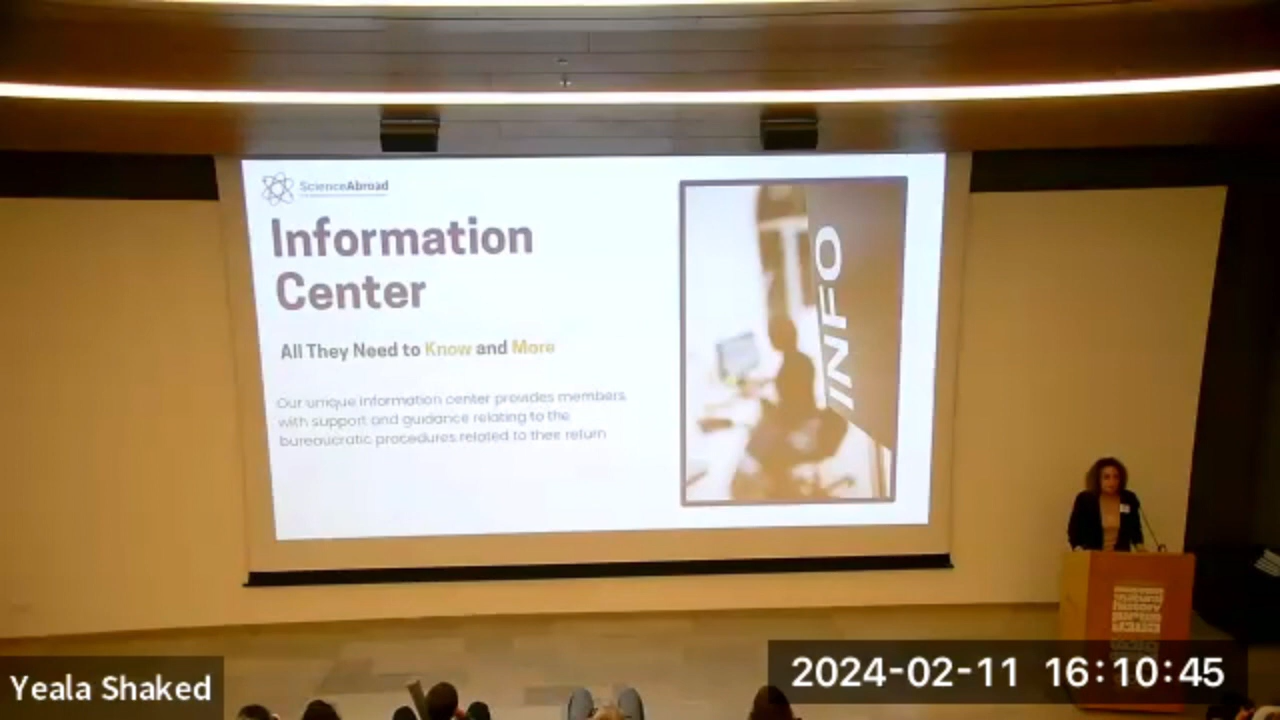 ScienceAbroad
Information
Center
All They Need to Know and More
Our unique information center provides members
with support and guidance relating to the
bureaucratic procedures related to their return
INFO
natural
history
Yeala Shaked
2024-02-11 16:10:45